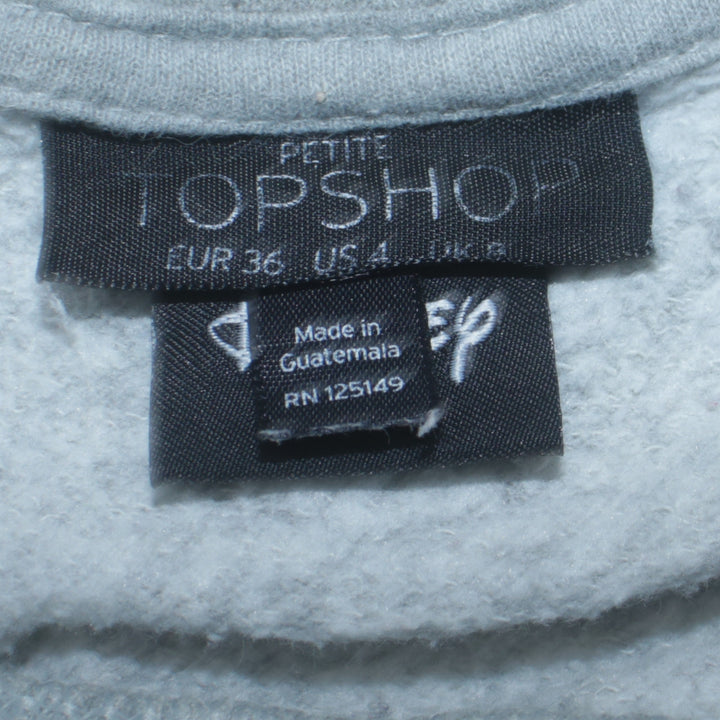 PETITE
TOPSHOP
EUR 36 US 4 UK 8
Made in
Guatemala
RN 125149